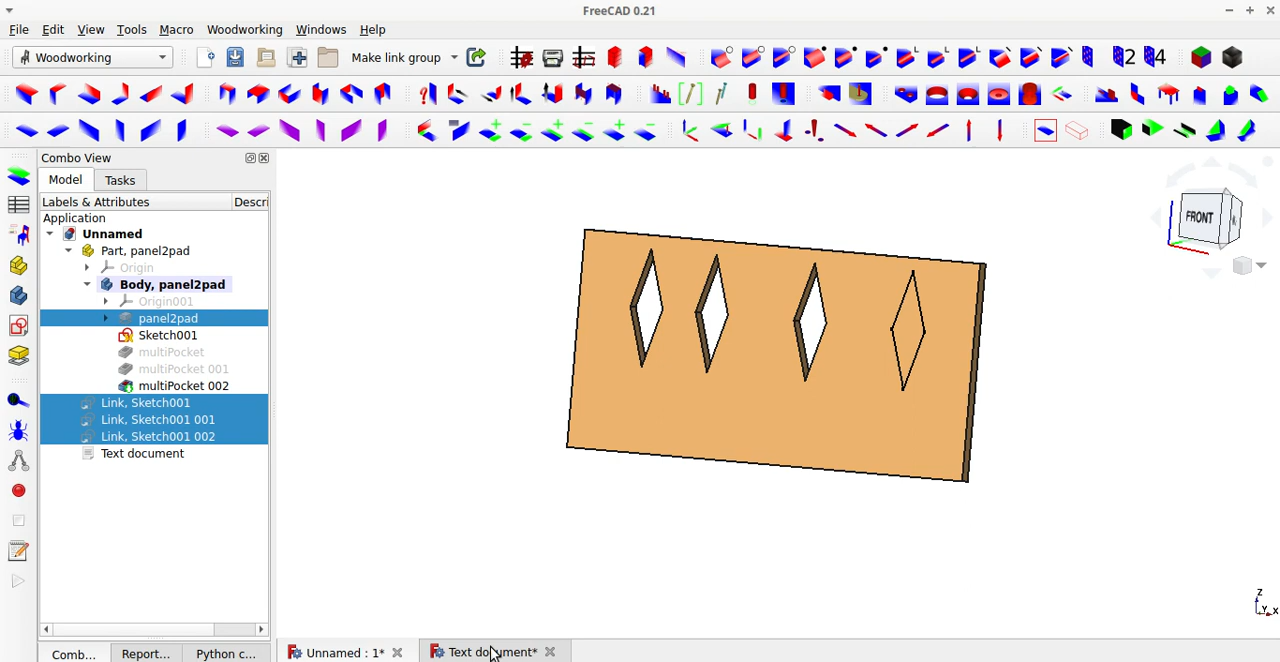 FreeCAD 0.21
File Edit View Tools Macro Woodworking Windows Help
Woodworking Make link group 2 4
Combo View
Model Tasks
Labels & Attributes Descri
Application
Unnamed
Part, panel2pad
Origin
Body, panel2pad
Origin001
panel2pad
Sketch001
multiPocket
multiPocket 001
multiPocket 002
Link, Sketch001
Link, Sketch001 001
Link, Sketch001 002
Text document
FRONT
Z
Y X
Comb... Report... Python c... Unnamed : 1* Text document*